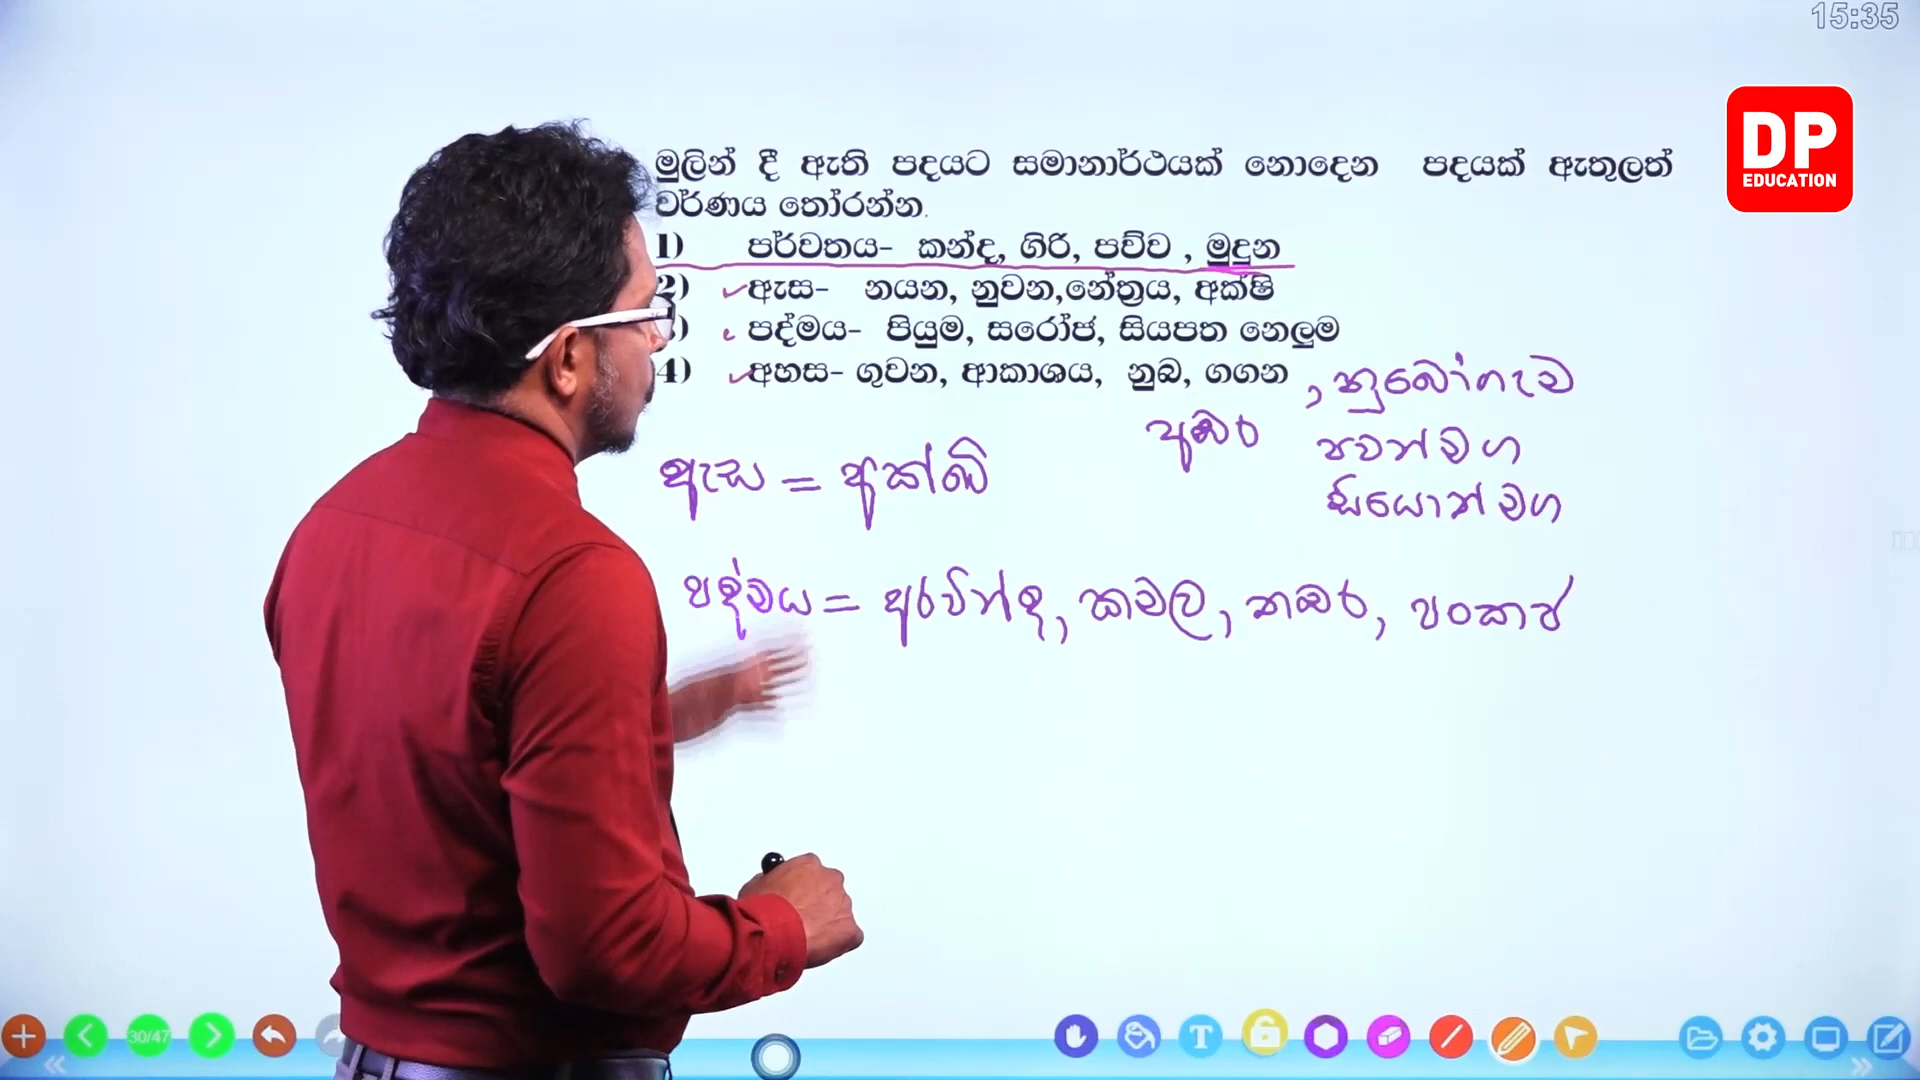 15:35
DP
EDUCATION
මුලින් දී ඇති පදයට සමානාර්ථයක් නොදෙන පදයක් ඇතුලත්
වර්ණය තෝරන්න.
1) පර්වතය- කන්ද, ගිරි, පව්ව , මුදුන
2) ඇස- නයන, නුවන,නේත්‍රය, අක්ෂි
) පද්මය- පියුම, සරෝජ, සියපත නෙලුම
4) අහස- ගුවන, ආකාශය, නුබ, ගගන , නුබෝගැබ
අඹර පවන්මග
ඇස = අක්බි සියොත්මග
පද්මය = අරවින්ද, කමල, තඹර, පංකජ
30/47